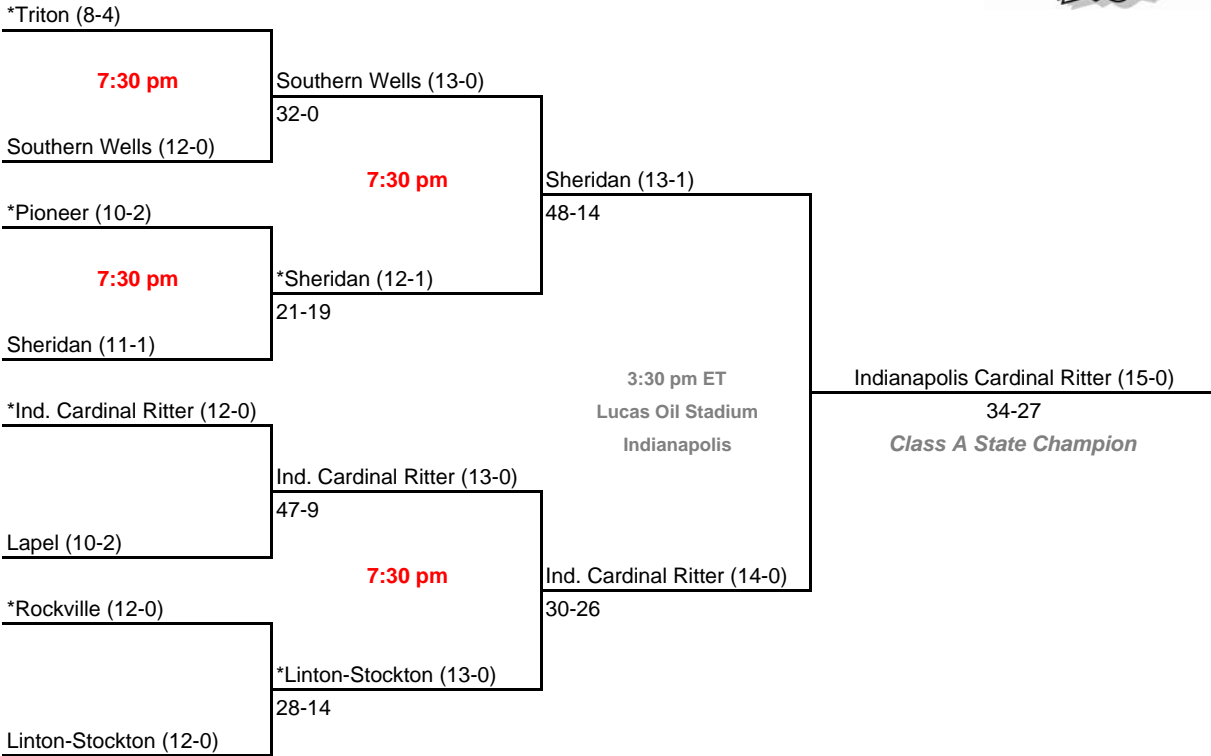 *Triton (8-4)
7:30 pm
Southern Wells (13-0)
32-0
Southern Wells (12-0)
7:30 pm
Sheridan (13-1)
*Pioneer (10-2)
48-14
7:30 pm
*Sheridan (12-1)
21-19
Sheridan (11-1)
3:30 pm ET
Indianapolis Cardinal Ritter (15-0)
*Ind. Cardinal Ritter (12-0)
Lucas Oil Stadium
34-27
Indianapolis
Class A State Champion
Ind. Cardinal Ritter (13-0)
47-9
Lapel (10-2)
7:30 pm
Ind. Cardinal Ritter (14-0)
*Rockville (12-0)
30-26
*Linton-Stockton (13-0)
28-14
Linton-Stockton (12-0)